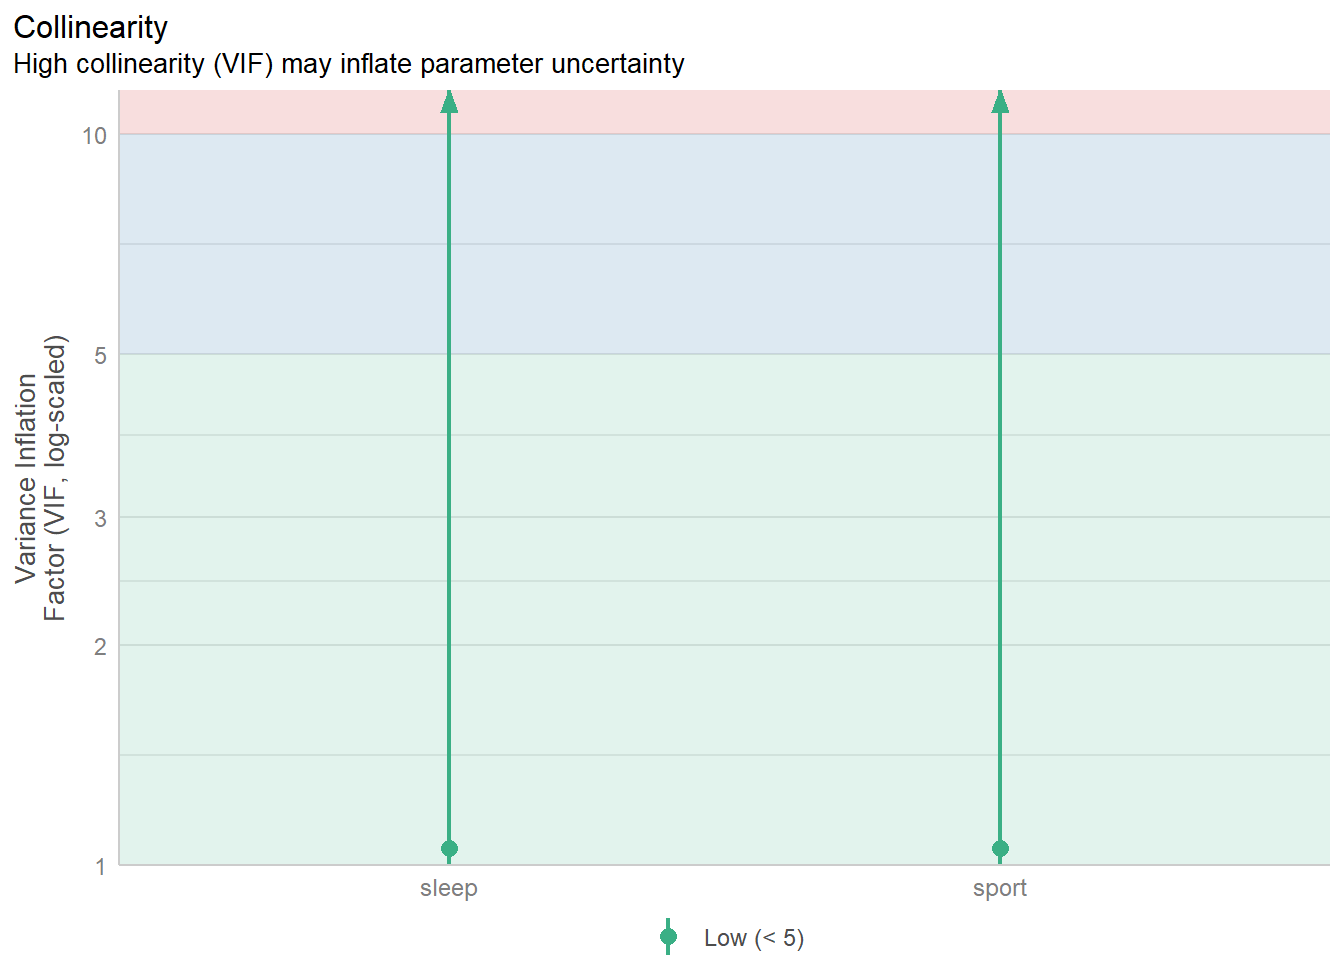 Collinearity
High collinearity (VIF) may inflate parameter uncertainty
Variance Inflation
Factor (VIF, log-scaled)
10
5
3
2
1
sleep
sport
Low (< 5)